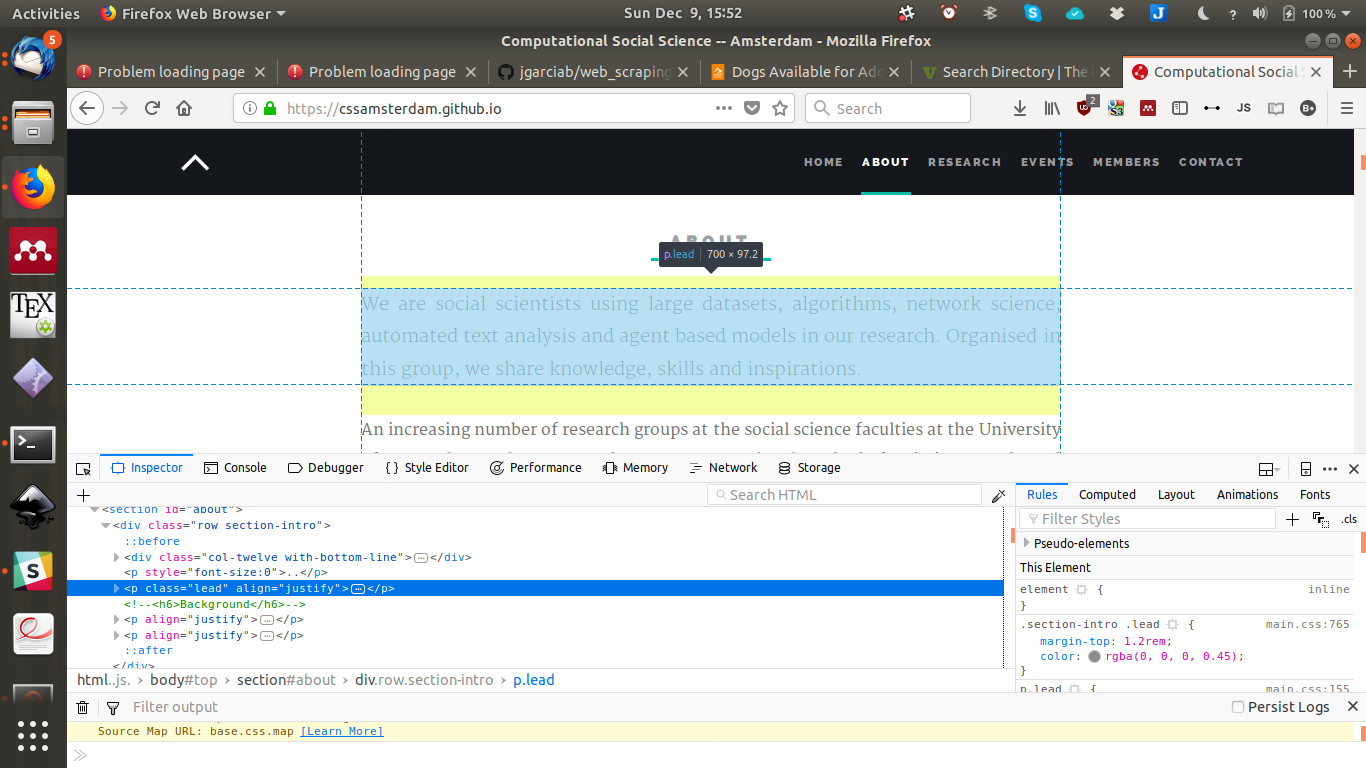 Activities
Firefox Web Browser
Sun Dec 9, 15:52
100 %
5
Computational Social Science -- Amsterdam - Mozilla Firefox
Problem loading page
Problem loading page
jgarciab/web_scraping
Dogs Available for Ado
Search Directory | The
Computational Social S
https://cssamsterdam.github.io
Search
2
JS
B+
HOME ABOUT RESEARCH EVENTS MEMBERS CONTACT
ABOUT
p.lead 700 × 97.2
We are social scientists using large datasets, algorithms, network science,
automated text analysis and agent based models in our research. Organised in
this group, we share knowledge, skills and inspirations.
An increasing number of research groups at the social science faculties at the University
TEX
Inspector Console Debugger { } Style Editor Performance Memory Network Storage
Search HTML
<section id="about">
<div class="row section-intro">
::before
<div class="col-twelve with-bottom-line"></div>
<p style="font-size:0">..</p>
<p class="lead" align="justify"></p>
<!--<h6>Background</h6>-->
<p align="justify"></p>
<p align="justify"></p>
::after
</div>
Rules Computed Layout Animations Fonts
Filter Styles
.cls
Pseudo-elements
This Element
element { inline
}
.section-intro .lead { main.css:765
margin-top: 1.2rem;
color: rgba(0, 0, 0, 0.45);
}
p.lead { main.css:155
html..js. › body#top › section#about › div.row.section-intro › p.lead
Filter output
Persist Logs
Source Map URL: base.css.map [Learn More]